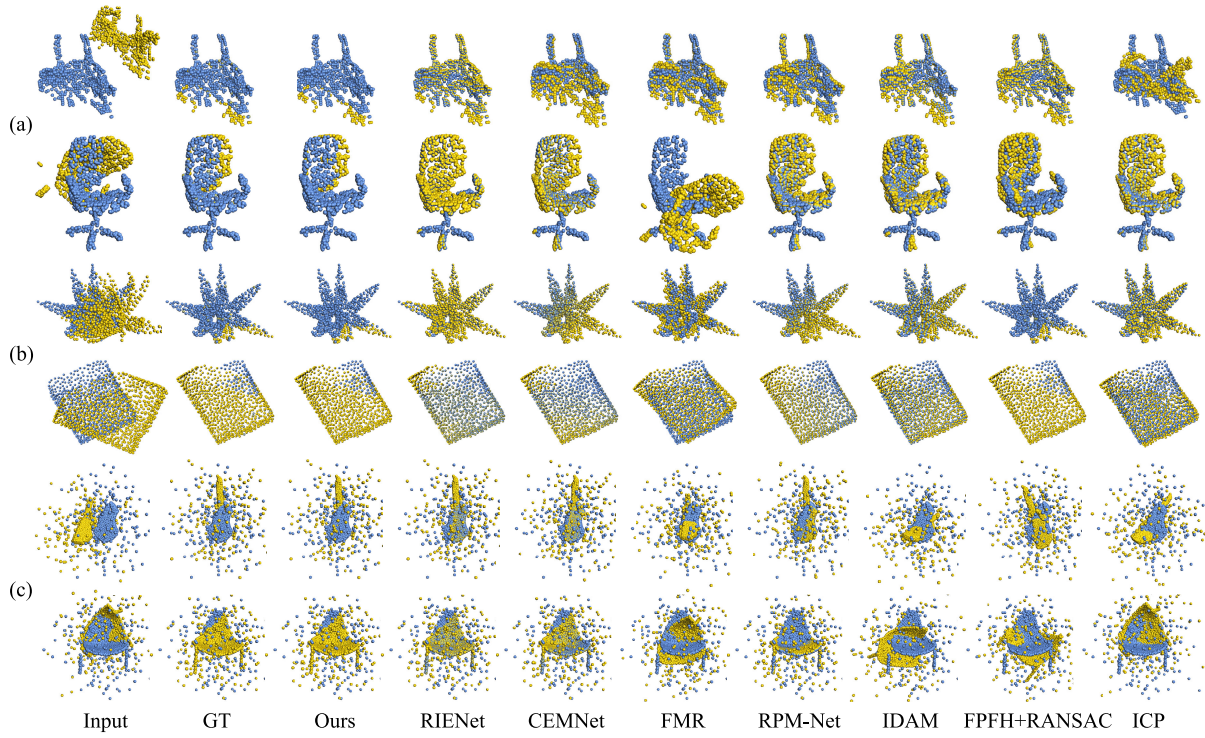 (a)
(b)
(c)
Input GT Ours RIENet CEMNet FMR RPM-Net IDAM FPFH+RANSAC ICP